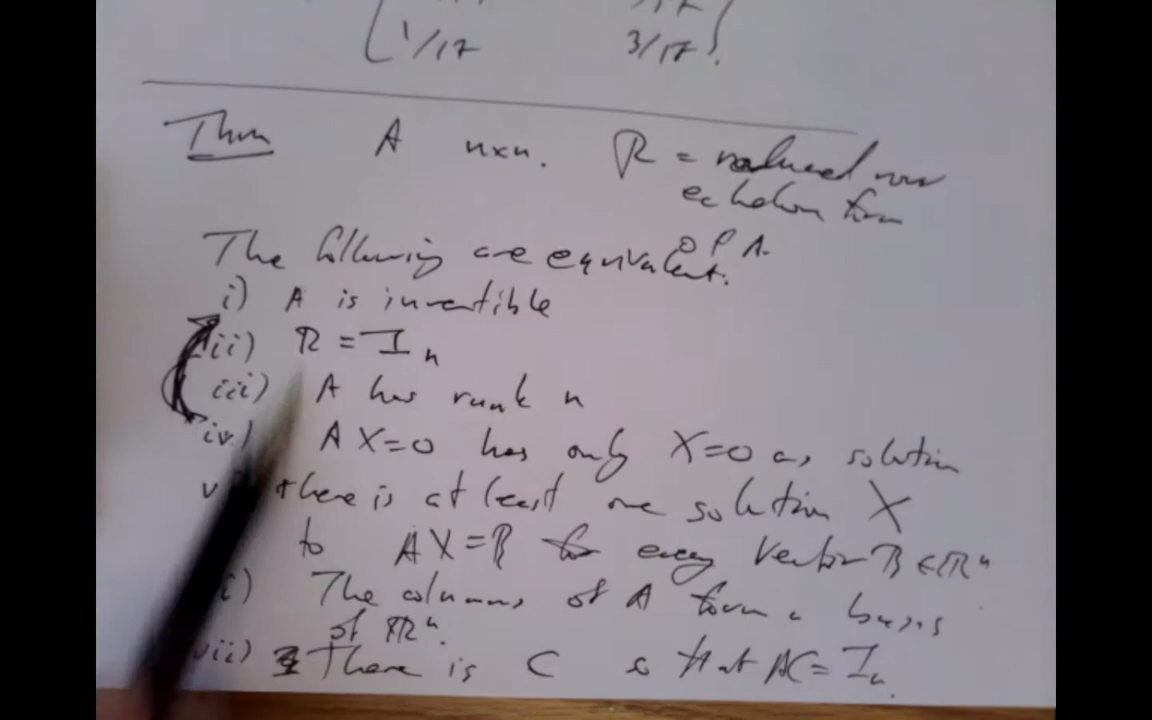 1/17 3/17
Thm A n×n. R = reduced row
echelon form
of A.
The following are equivalent.
i) A is invertible
ii) R = I_n
iii) A has rank n
iv) AX=0 has only X=0 as solution
v there is at least one solution X
to AX=B for every vector B∈ℝⁿ
i) The columns of A form a basis
of ℝⁿ.
vii) There is C so that AC = I_n.